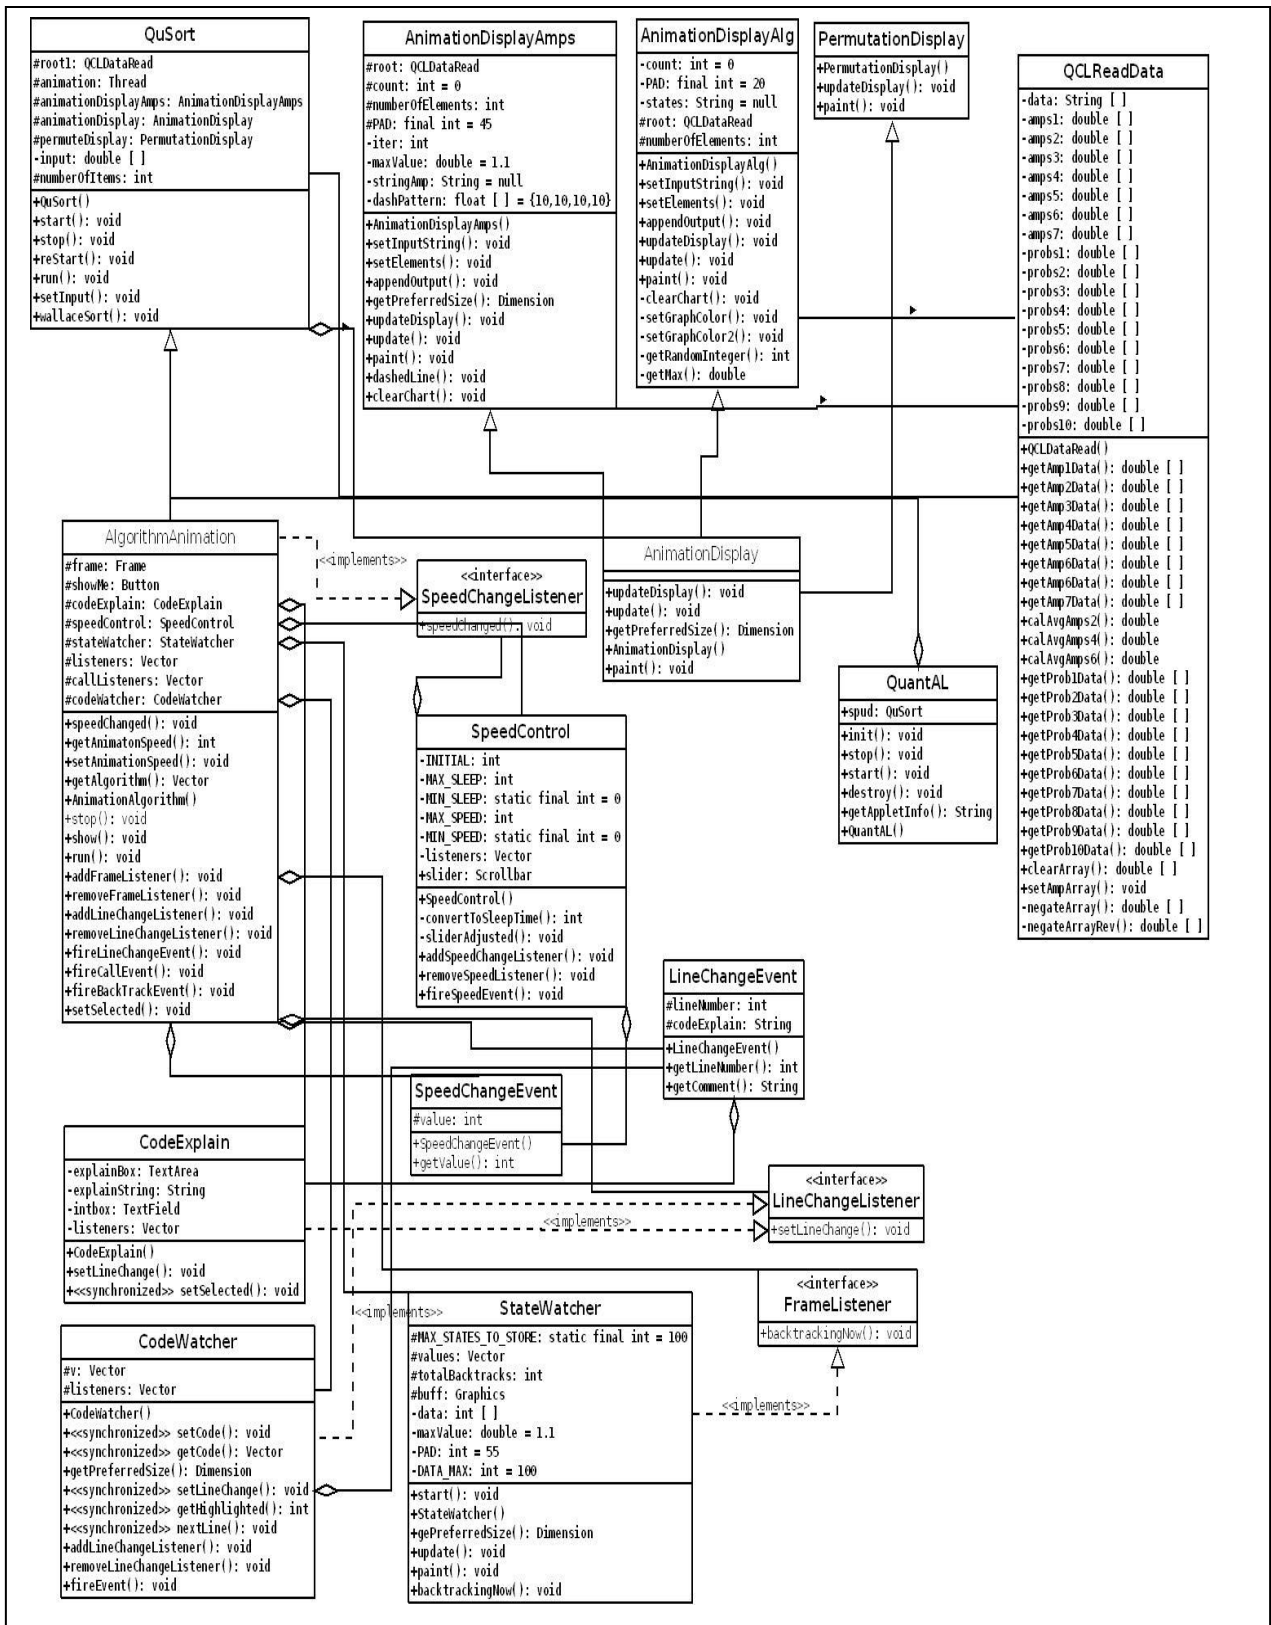 QuSort
#root1: QCLDataRead
#animation: Thread
#animationDisplayAmps: AnimationDisplayAmps
#animationDisplay: AnimationDisplay
#permuteDisplay: PermutationDisplay
-input: double [ ]
#numberOfItems: int
+QuSort()
+start(): void
+stop(): void
+reStart(): void
+run(): void
+setInput(): void
+wallaceSort(): void
AnimationDisplayAmps
#root: QCLDataRead
#count: int = 0
#numberOfElements: int
#PAD: final int = 45
-iter: int
-maxValue: double = 1.1
-stringAmp: String = null
-dashPattern: float [ ] = {10,10,10,10}
+AnimationDisplayAmps()
+setInputString(): void
+setElements(): void
+appendOutput(): void
+getPreferredSize(): Dimension
+updateDisplay(): void
+update(): void
+paint(): void
+dashedLine(): void
+clearChart(): void
AnimationDisplayAlg
-count: int = 0
-PAD: final int = 20
-states: String = null
#root: QCLDataRead
#numberOfElements: int
+AnimationDisplayAlg()
+setInputString(): void
+setElements(): void
+appendOutput(): void
+updateDisplay(): void
+update(): void
+paint(): void
-clearChart(): void
-setGraphColor(): void
-setGraphColor2(): void
-getRandomInteger(): int
-getMax(): double
PermutationDisplay
+PermutationDisplay()
+updateDisplay(): void
+paint(): void
QCLReadData
-data: String [ ]
-amps1: double [ ]
-amps2: double [ ]
-amps3: double [ ]
-amps4: double [ ]
-amps5: double [ ]
-amps6: double [ ]
-amps7: double [ ]
-probs1: double [ ]
-probs2: double [ ]
-probs3: double [ ]
-probs4: double [ ]
-probs5: double [ ]
-probs6: double [ ]
-probs7: double [ ]
-probs8: double [ ]
-probs9: double [ ]
-probs10: double [ ]
+QCLDataRead()
+getAmp1Data(): double [ ]
+getAmp2Data(): double [ ]
+getAmp3Data(): double [ ]
+getAmp4Data(): double [ ]
+getAmp5Data(): double [ ]
+getAmp6Data(): double [ ]
+getAmp6Data(): double [ ]
+getAmp7Data(): double [ ]
+calAvgAmps2(): double
+calAvgAmps4(): double
+calAvgAmps6(): double
+getProb1Data(): double [ ]
+getProb2Data(): double [ ]
+getProb3Data(): double [ ]
+getProb4Data(): double [ ]
+getProb5Data(): double [ ]
+getProb6Data(): double [ ]
+getProb7Data(): double [ ]
+getProb8Data(): double [ ]
+getProb9Data(): double [ ]
+getProb10Data(): double [ ]
+clearArray(): double [ ]
+setAmpArray(): void
-negateArray(): double [ ]
-negateArrayRev(): double [ ]
AlgorithmAnimation
#frame: Frame
#showMe: Button
#codeExplain: CodeExplain
#speedControl: SpeedControl
#stateWatcher: StateWatcher
#listeners: Vector
#callListeners: Vector
#codeWatcher: CodeWatcher
+speedChanged(): void
+getAnimatonSpeed(): int
+setAnimationSpeed(): void
+getAlgorithm(): Vector
+AnimationAlgorithm()
+stop(): void
+show(): void
+run(): void
+addFrameListener(): void
+removeFrameListener(): void
+addLineChangeListener(): void
+removeLineChangeListener(): void
+fireLineChangeEvent(): void
+fireCallEvent(): void
+fireBackTrackEvent(): void
+setSelected(): void
<<implements>>
<<interface>>
SpeedChangeListener
+speedChanged(): void
AnimationDisplay
+updateDisplay(): void
+update(): void
+getPreferredSize(): Dimension
+AnimationDisplay()
+paint(): void
QuantAL
+spud: QuSort
+init(): void
+stop(): void
+start(): void
+destroy(): void
+getAppletInfo(): String
+QuantAL()
SpeedControl
-INITIAL: int
-MAX_SLEEP: int
-MIN_SLEEP: static final int = 0
-MAX_SPEED: int
-MIN_SPEED: static final int = 0
-listeners: Vector
+slider: Scrollbar
+SpeedControl()
-convertToSleepTime(): int
-sliderAdjusted(): void
+addSpeedChangeListener(): void
+removeSpeedListener(): void
+fireSpeedEvent(): void
LineChangeEvent
#lineNumber: int
#codeExplain: String
+LineChangeEvent()
+getLineNumber(): int
+getComment(): String
SpeedChangeEvent
#value: int
+SpeedChangeEvent()
+getValue(): int
CodeExplain
-explainBox: TextArea
-explainString: String
-intbox: TextField
-listeners: Vector
+CodeExplain()
+setLineChange(): void
+<<synchronized>> setSelected(): void
<<interface>>
LineChangeListener
+setLineChange(): void
<<implements>>
<<interface>>
FrameListener
+backtrackingNow(): void
<<implements>>
CodeWatcher
#v: Vector
#listeners: Vector
+CodeWatcher()
+<<synchronized>> setCode(): void
+<<synchronized>> getCode(): Vector
+getPreferredSize(): Dimension
+<<synchronized>> setLineChange(): void
+<<synchronized>> getHighlighted(): int
+<<synchronized>> nextLine(): void
+addLineChangeListener(): void
+removeLineChangeListener(): void
+fireEvent(): void
StateWatcher
#MAX_STATES_TO_STORE: static final int = 100
#values: Vector
#totalBacktracks: int
#buff: Graphics
-data: int [ ]
-maxValue: double = 1.1
-PAD: int = 55
-DATA_MAX: int = 100
+start(): void
+StateWatcher()
+gePreferredSize(): Dimension
+update(): void
+paint(): void
+backtrackingNow(): void
<<implements>>